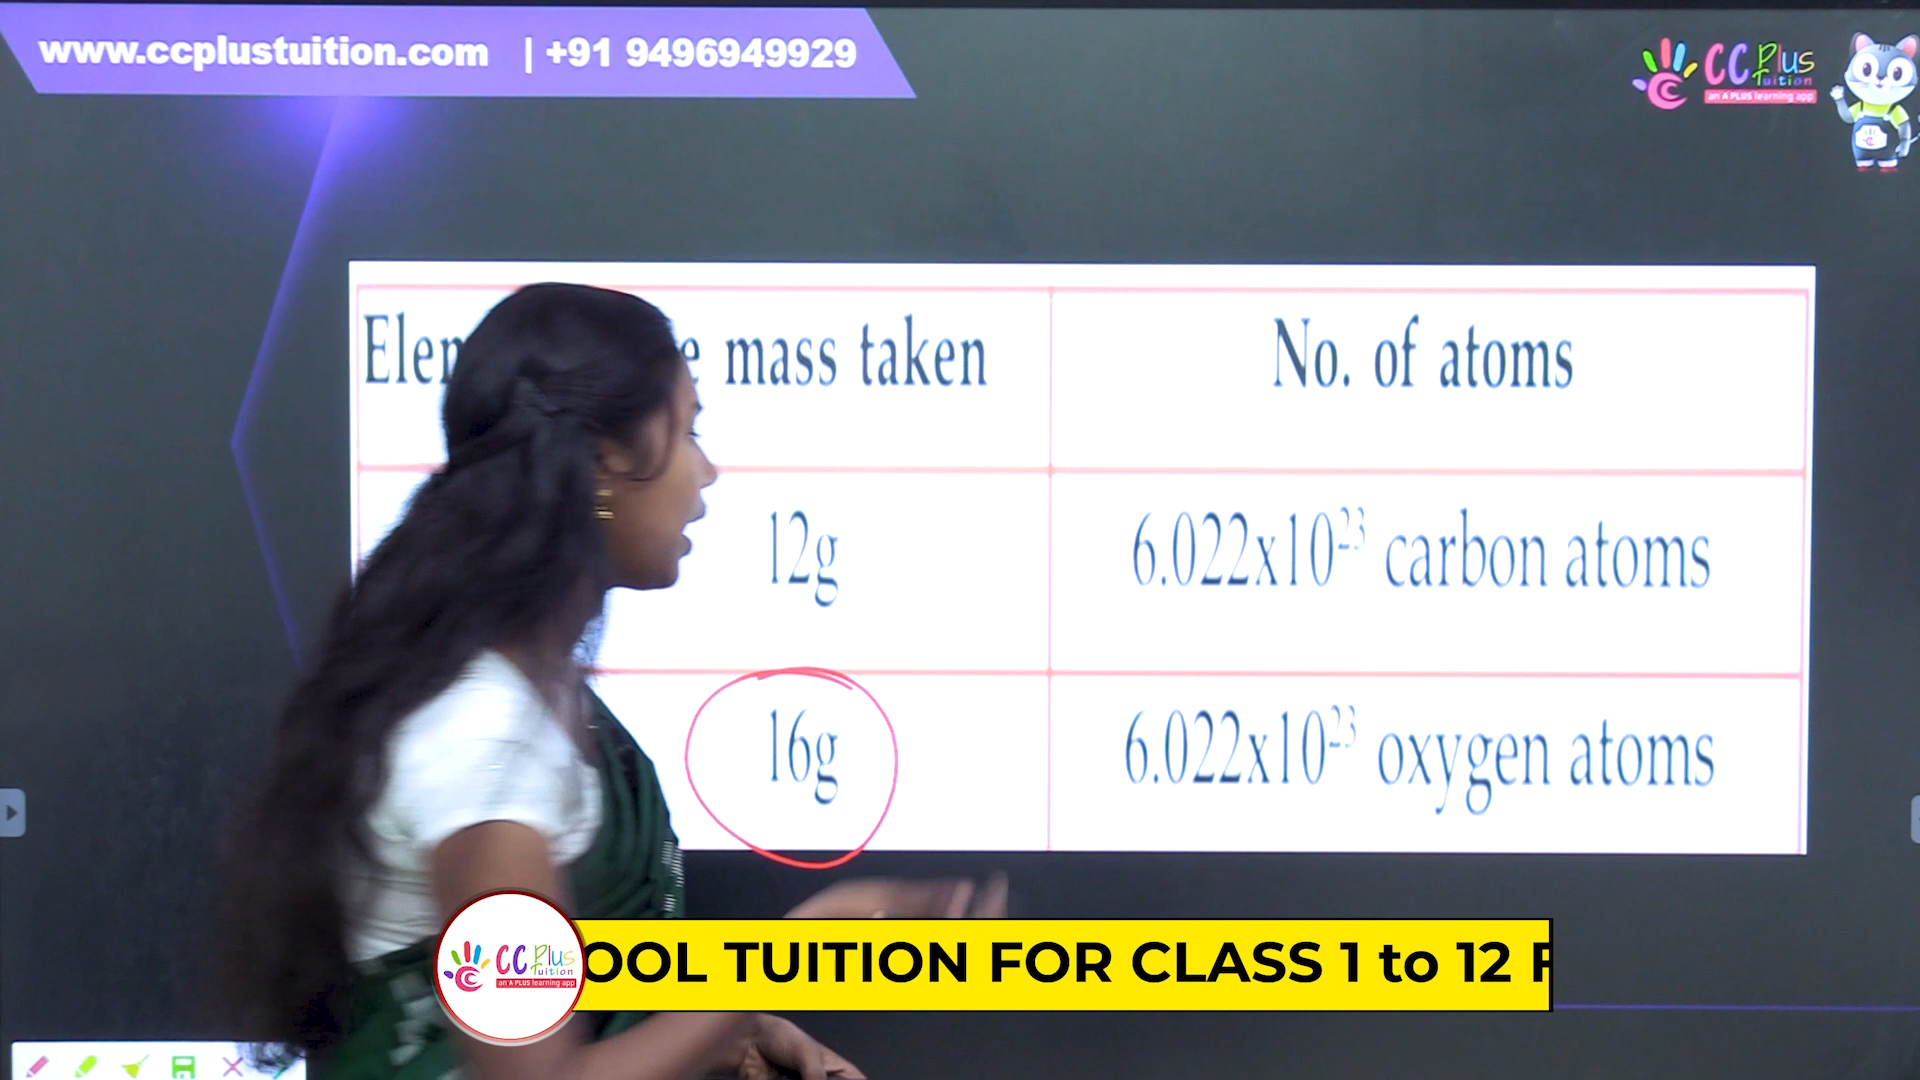 www.ccplustuition.com | +91 9496949929
CC Plus
Tuition
an A PLUS learning app
mass taken
No. of atoms
12g
6.022x10²³ carbon atoms
16g
6.022x10²³ oxygen atoms
CC Plus
Tuition
an A PLUS learning app
OOL TUITION FOR CLASS 1 to 12 F